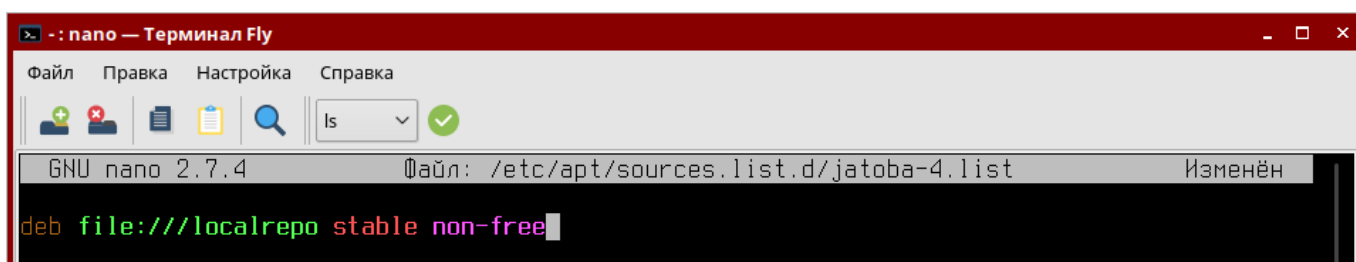 - : nano — Терминал Fly
Файл Правка Настройка Справка
ls
GNU nano 2.7.4 Файл: /etc/apt/sources.list.d/jatoba-4.list Изменён
deb file:///localrepo stable non-free